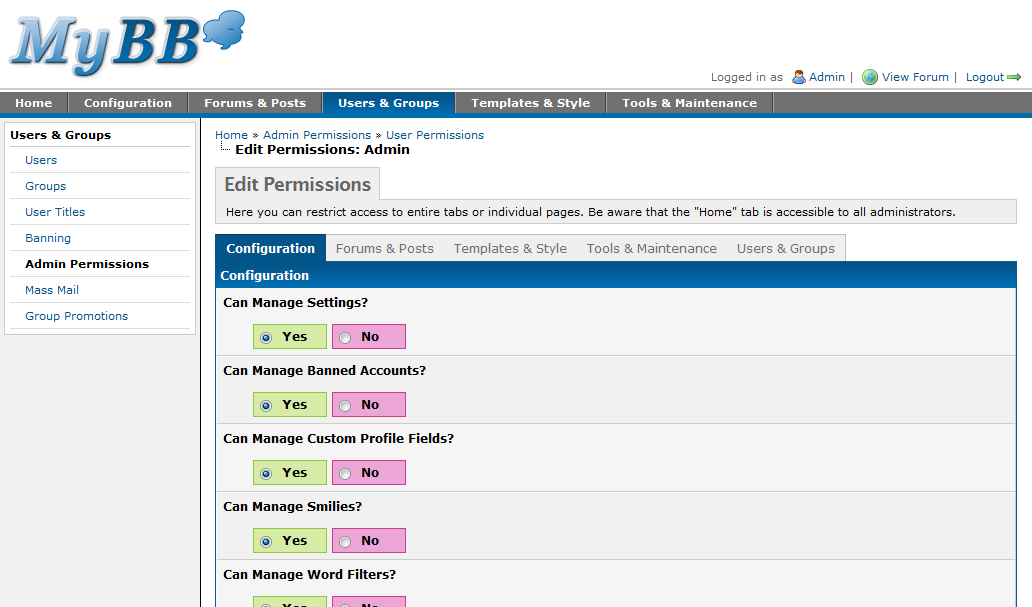 MyBB
Logged in as Admin | View Forum | Logout
Home Configuration Forums & Posts Users & Groups Templates & Style Tools & Maintenance
Users & Groups
Users
Groups
User Titles
Banning
Admin Permissions
Mass Mail
Group Promotions
Home » Admin Permissions » User Permissions
Edit Permissions: Admin
Edit Permissions
Here you can restrict access to entire tabs or individual pages. Be aware that the "Home" tab is accessible to all administrators.
Configuration Forums & Posts Templates & Style Tools & Maintenance Users & Groups
Configuration
Can Manage Settings?
Yes No
Can Manage Banned Accounts?
Yes No
Can Manage Custom Profile Fields?
Yes No
Can Manage Smilies?
Yes No
Can Manage Word Filters?
Yes No